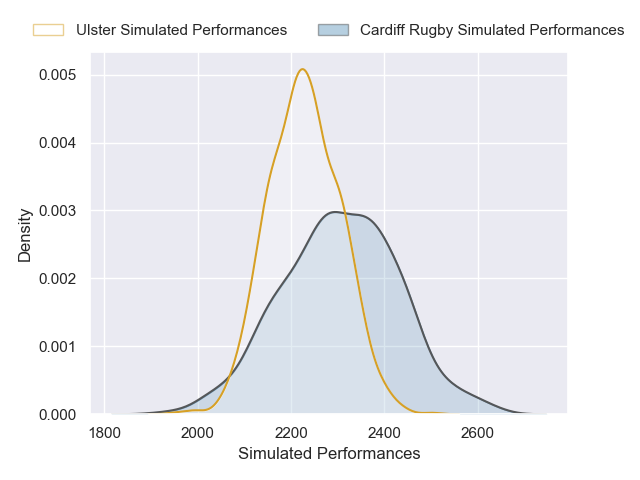 Ulster Simulated Performances
Cardiff Rugby Simulated Performances
0.005
0.004
0.003
0.002
0.001
0.000
Density
1800
2000
2200
2400
2600
Simulated Performances